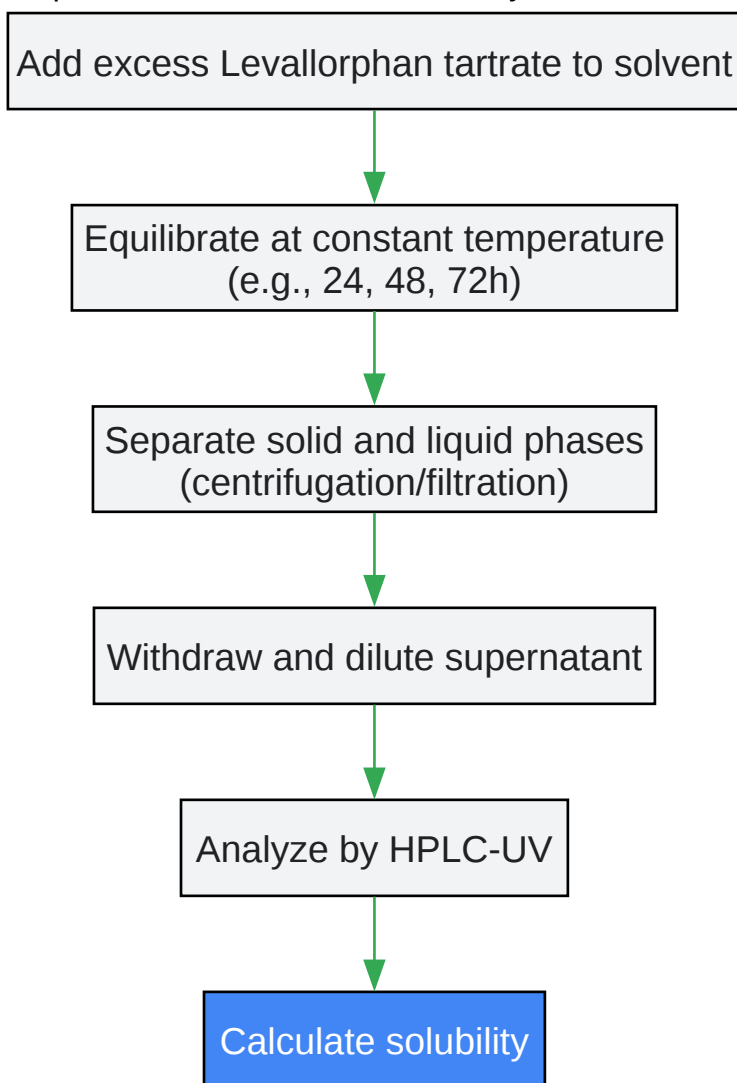 Add excess Levallorphan tartrate to solvent
Equilibrate at constant temperature
(e.g., 24, 48, 72h)
Separate solid and liquid phases
(centrifugation/filtration)
Withdraw and dilute supernatant
Analyze by HPLC-UV
Calculate solubility